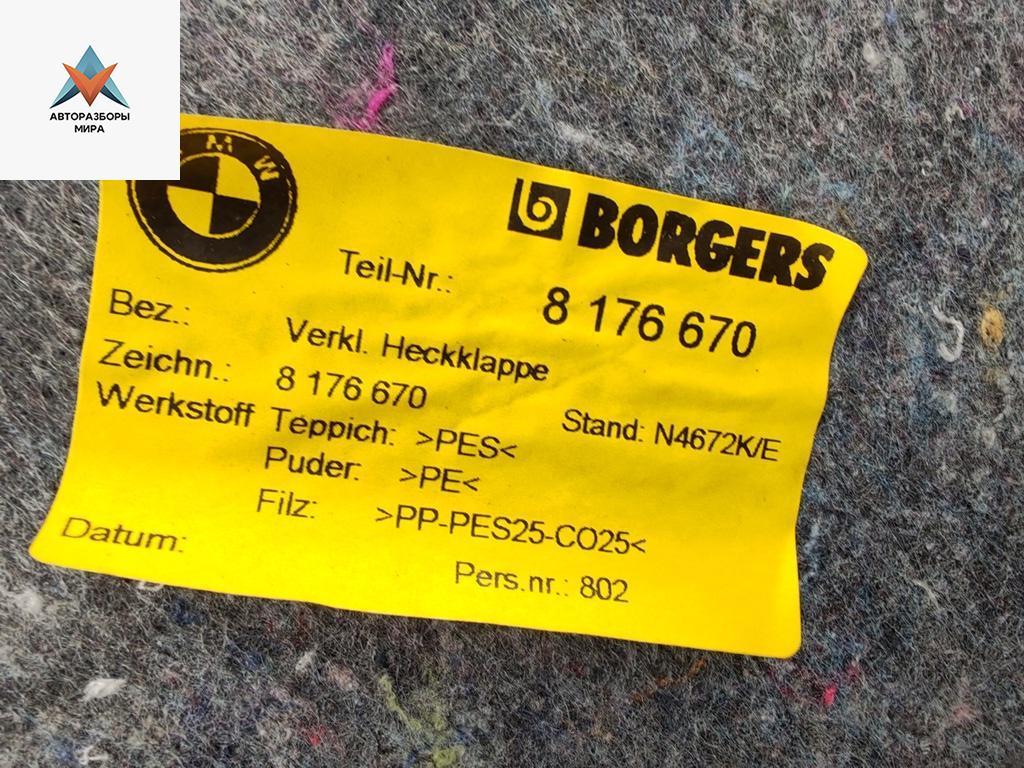 АВТОРАЗБОРЫ
МИРА
BMW
BORGERS
Teil-Nr.: 8 176 670
Bez.: Verkl. Heckklappe
Zeichn.: 8 176 670
Stand: N4672K/E
Werkstoff Teppich: >PES<
Puder: >PE<
Filz: >PP-PES25-CO25<
Datum:
Pers.nr.: 802